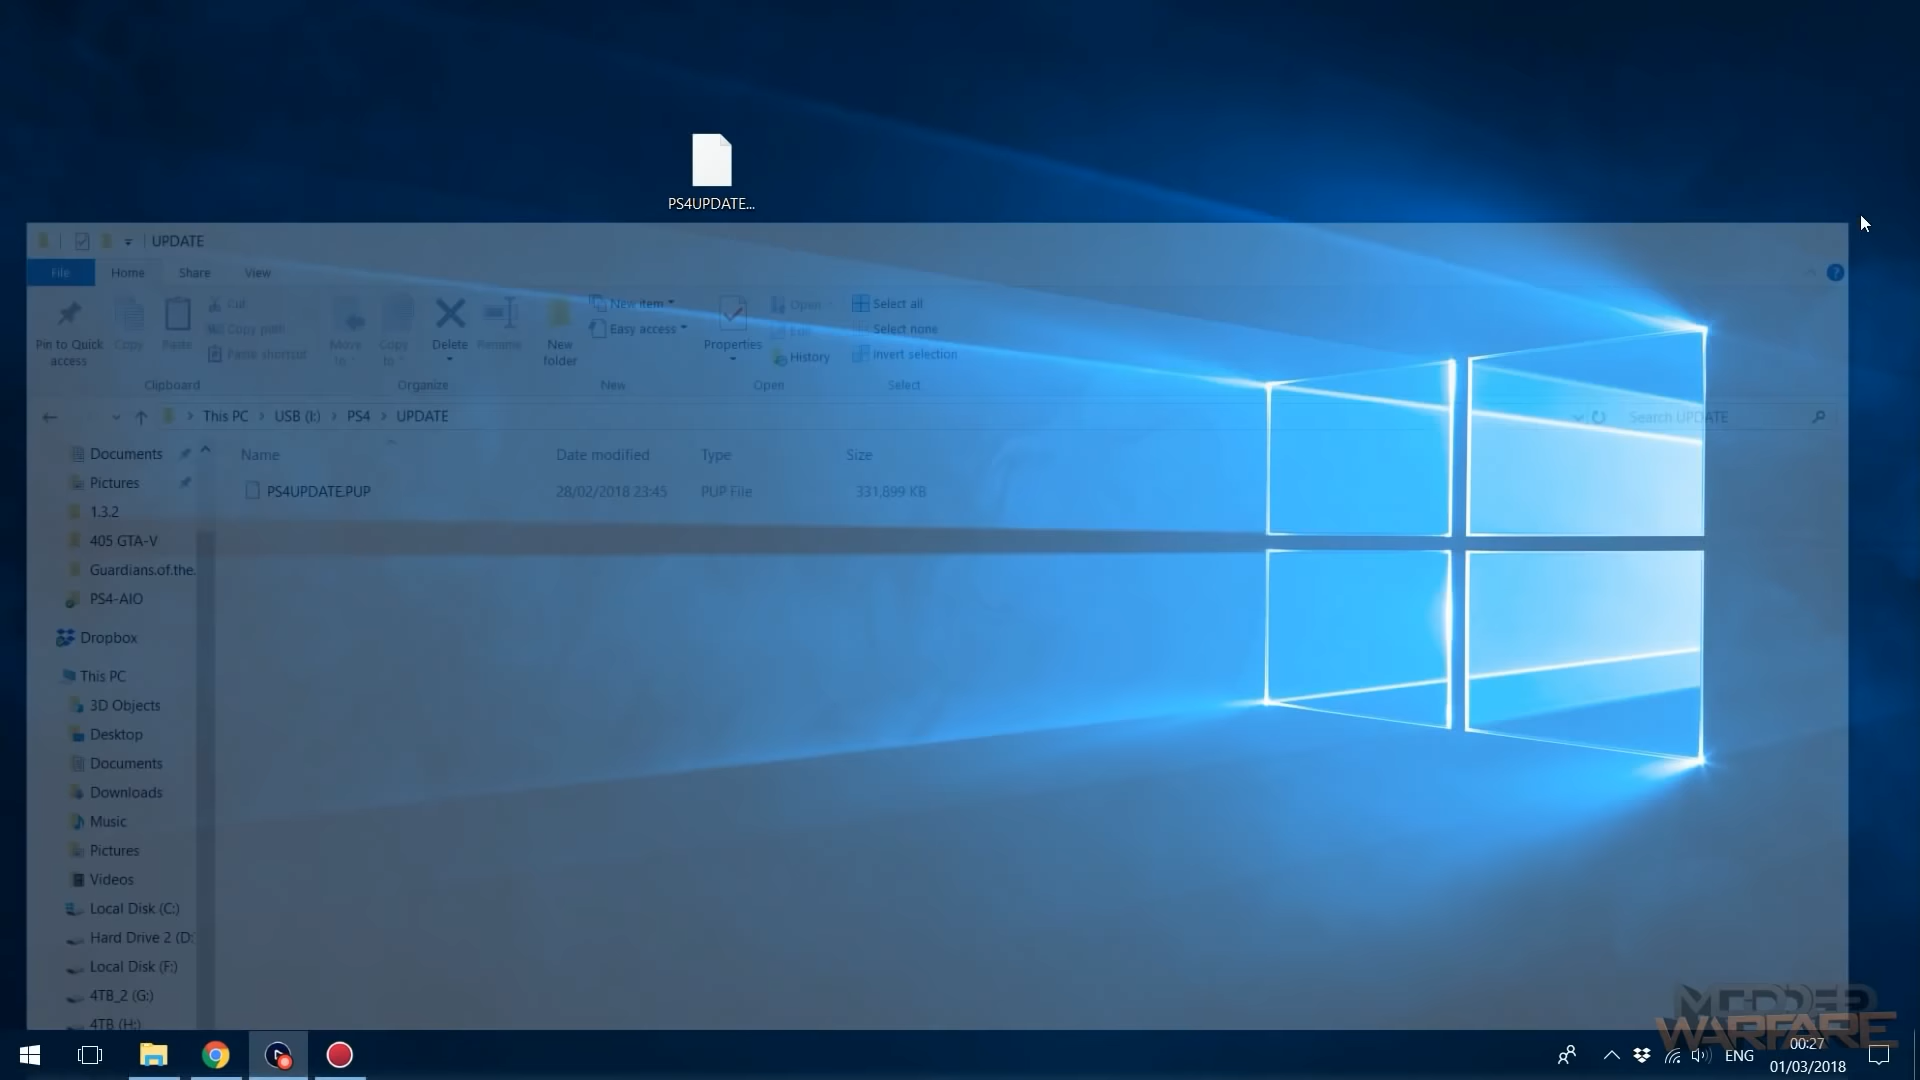 PS4UPDATE...
UPDATE
File Home Share View
Pin to Quick access
Copy
Paste
Cut
Copy path
Paste shortcut
Clipboard
Move to
Copy to
Delete
Rename
Organize
New folder
New item
Easy access
New
Properties
Open
Edit
History
Open
Select all
Select none
Invert selection
Select
This PC > USB (I:) > PS4 > UPDATE
Search UPDATE
Name Date modified Type Size
PS4UPDATE.PUP 28/02/2018 23:45 PUP File 331,899 KB
Documents
Pictures
1.3.2
405 GTA-V
Guardians.of.the.
PS4-AIO
Dropbox
This PC
3D Objects
Desktop
Documents
Downloads
Music
Pictures
Videos
Local Disk (C:)
Hard Drive 2 (D:
Local Disk (F:)
4TB_2 (G:)
4TB (H:)
MODDED
WARFARE
ENG
00:27
01/03/2018